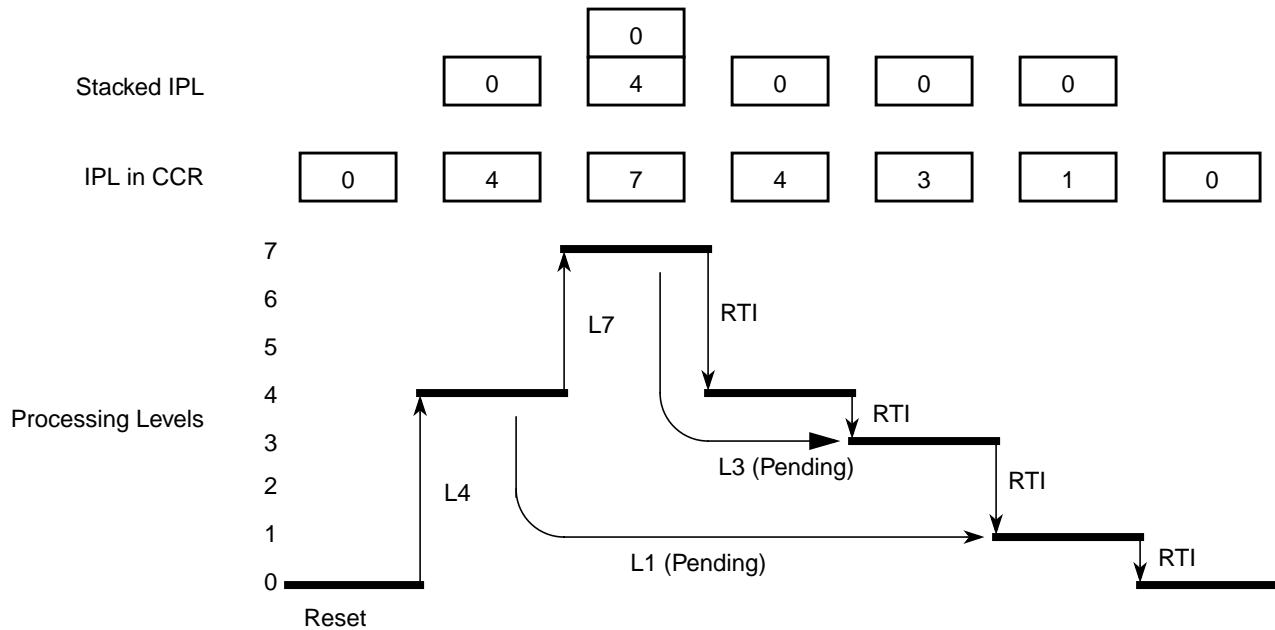 0
Stacked IPL 0 4 0 0 0
IPL in CCR 0 4 7 4 3 1 0
7
6
L7 RTI
5
4
Processing Levels RTI
3
L3 (Pending)
2 L4 RTI
1
L1 (Pending) RTI
0
Reset